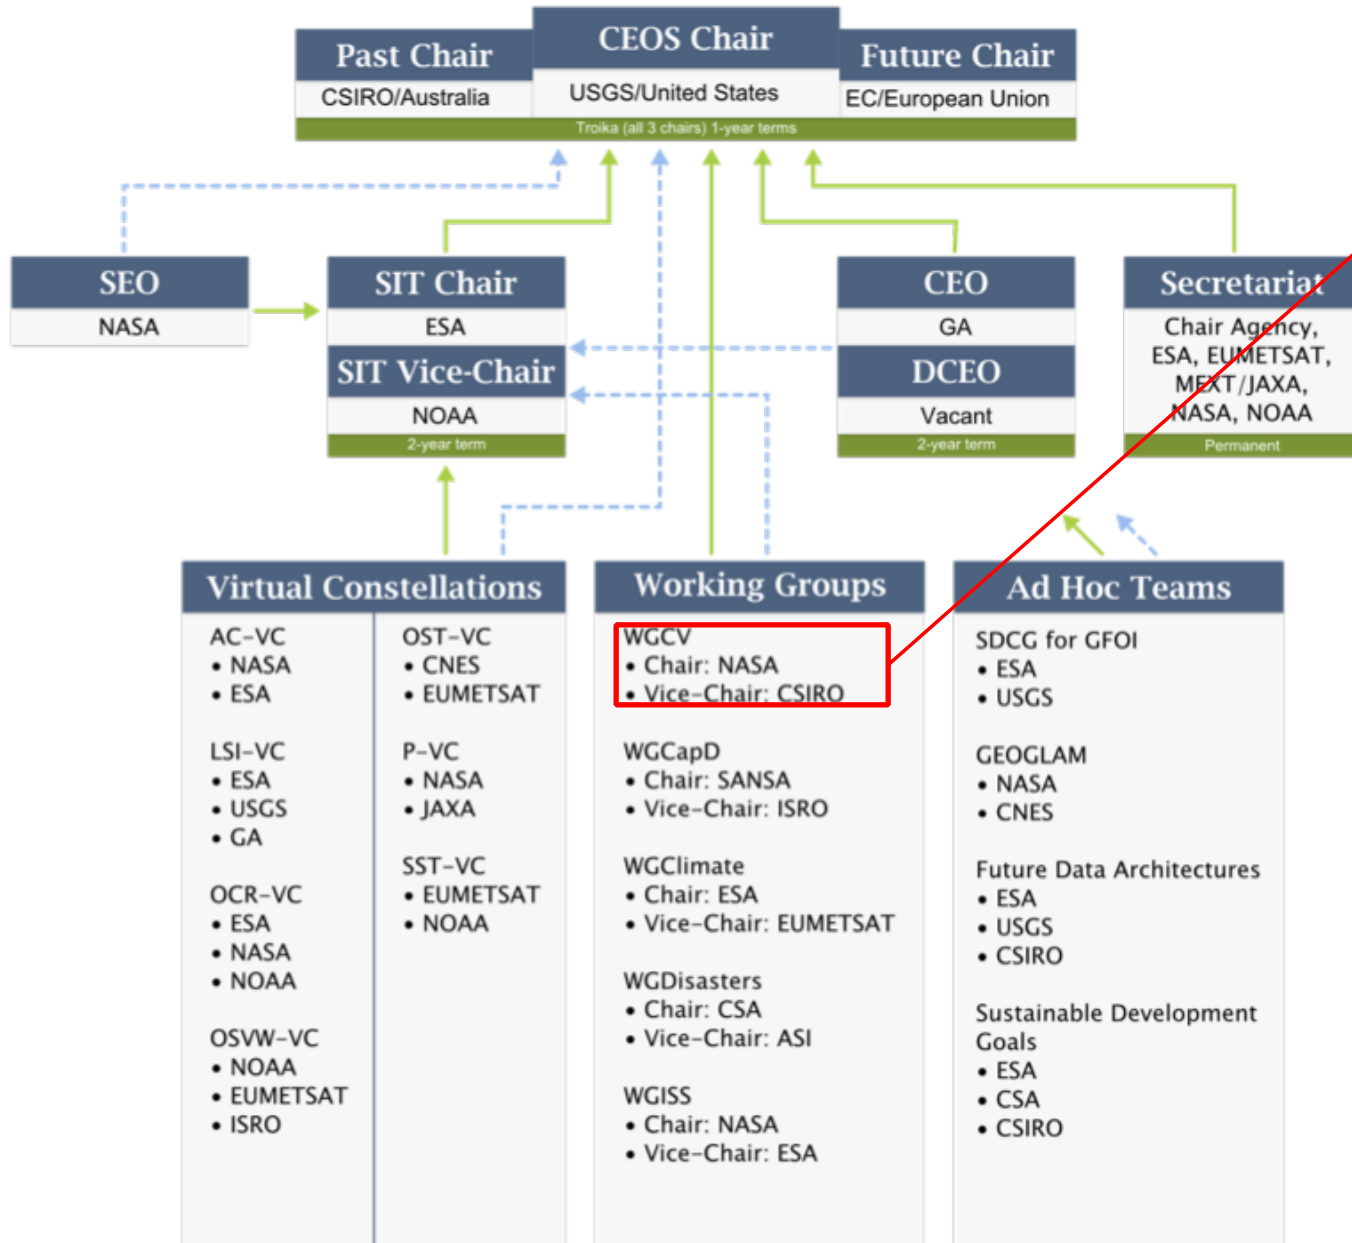 Past Chair
CEOS Chair
Future Chair
CSIRO/Australia
USGS/United States
EC/European Union
Troika (all 3 chairs) 1-year terms
SEO
NASA
SIT Chair
ESA
SIT Vice-Chair
NOAA
2-year term
CEO
GA
DCEO
Vacant
2-year term
Secretariat
Chair Agency,
ESA, EUMETSAT,
MEXT/JAXA,
NASA, NOAA
Permanent
Virtual Constellations
AC-VC
• NASA
• ESA
LSI-VC
• ESA
• USGS
• GA
OCR-VC
• ESA
• NASA
• NOAA
OSVW-VC
• NOAA
• EUMETSAT
• ISRO
OST-VC
• CNES
• EUMETSAT
P-VC
• NASA
• JAXA
SST-VC
• EUMETSAT
• NOAA
Working Groups
WGCV
• Chair: NASA
• Vice-Chair: CSIRO
WGCapD
• Chair: SANSA
• Vice-Chair: ISRO
WGClimate
• Chair: ESA
• Vice-Chair: EUMETSAT
WGDisasters
• Chair: CSA
• Vice-Chair: ASI
WGISS
• Chair: NASA
• Vice-Chair: ESA
Ad Hoc Teams
SDCG for GFOI
• ESA
• USGS
GEOGLAM
• NASA
• CNES
Future Data Architectures
• ESA
• USGS
• CSIRO
Sustainable Development
Goals
• ESA
• CSA
• CSIRO